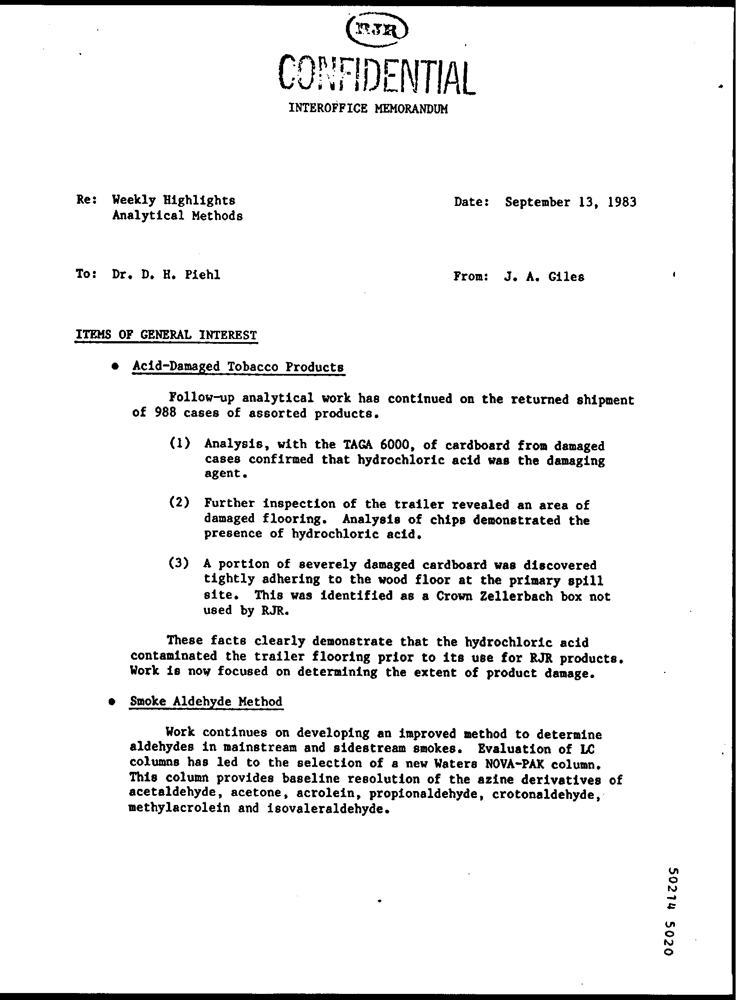 RJR
CONFIDENTIAL
INTEROFFICE MEMORANDUM
Re: Weekly Highlights
Analytical Methods
Date: September 13, 1983
To: Dr. D. H. Piehl
From: J. A. Giles
ITEMS OF GENERAL INTEREST
• Acid-Damaged Tobacco Products
Follow-up analytical work has continued on the returned shipment
of 988 cases of assorted products.
(1) Analysis, with the TAGA 6000, of cardboard from damaged
cases confirmed that hydrochloric acid was the damaging
agent.
(2) Further inspection of the trailer revealed an area of
damaged flooring. Analysis of chips demonstrated the
presence of hydrochloric acid.
(3) A portion of severely damaged cardboard was discovered
tightly adhering to the wood floor at the primary spill
site. This was identified as a Crown Zellerbach box not
used by RJR.
These facts clearly demonstrate that the hydrochloric acid
contaminated the trailer flooring prior to its use for RJR products.
Work is now focused on determining the extent of product damage.
• Smoke Aldehyde Method
Work continues on developing an improved method to determine
aldehydes in mainstream and sidestream smokes. Evaluation of LC
columns has led to the selection of a new Waters NOVA-PAK column.
This column provides baseline resolution of the azine derivatives of
acetaldehyde, acetone, acrolein, propionaldehyde, crotonaldehyde,
methylacrolein and isovaleraldehyde.
50214 5020